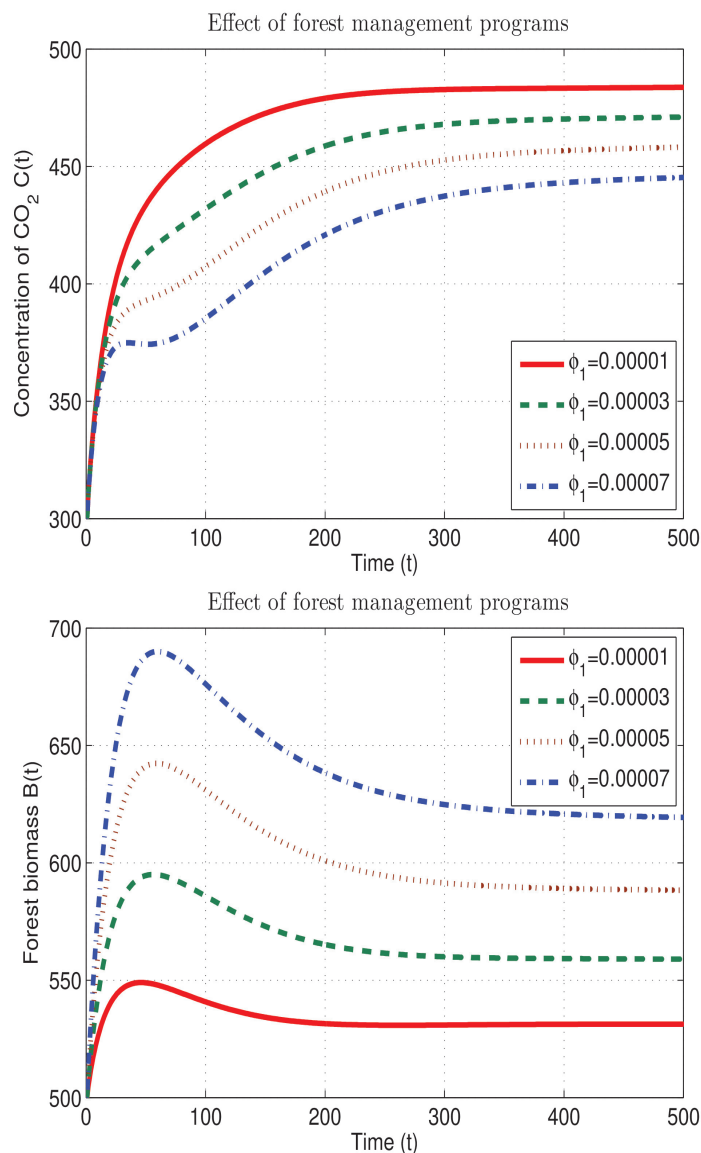 Effect of forest management programs
500
450
400
350
300
Concentration of CO₂ C(t)
ϕ₁=0.00001
ϕ₁=0.00003
ϕ₁=0.00005
ϕ₁=0.00007
0 100 200 300 400 500
Time (t)
Effect of forest management programs
700
650
600
550
500
Forest biomass B(t)
ϕ₁=0.00001
ϕ₁=0.00003
ϕ₁=0.00005
ϕ₁=0.00007
0 100 200 300 400 500
Time (t)